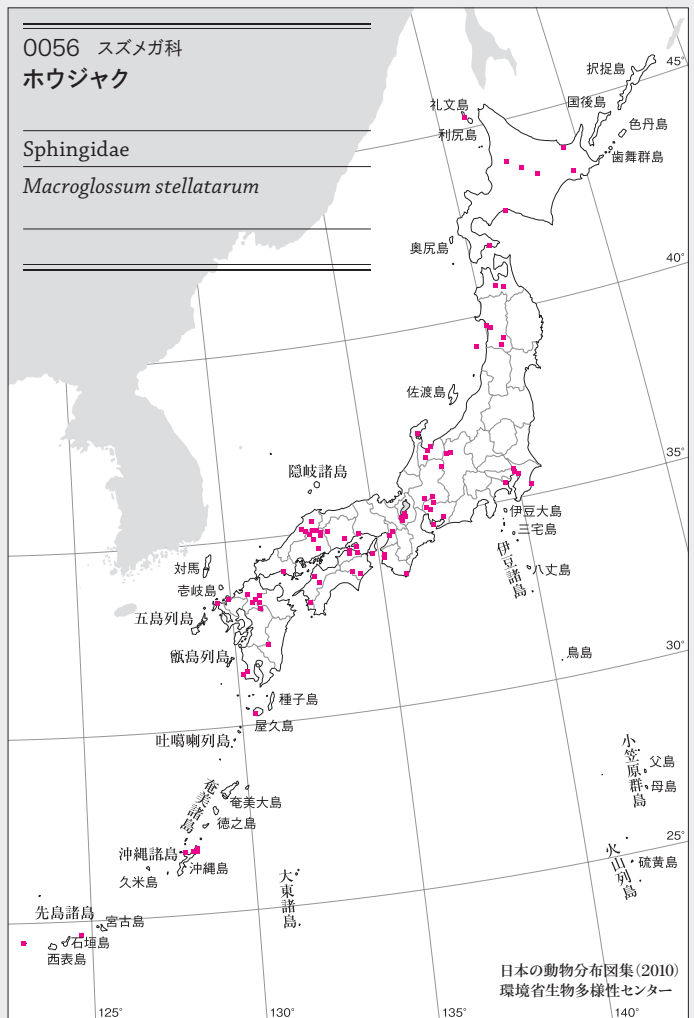 0056 スズメガ科
ホウジャク
Sphingidae
Macroglossum stellatarum
45°
択捉島
礼文島
国後島
色丹島
利尻島
歯舞群島
奥尻島
40°
佐渡島
35°
隠岐諸島
伊豆大島
三宅島
伊豆諸島
八丈島
対馬
壱岐島
五島列島
甑島列島
鳥島
30°
種子島
屋久島
吐噶喇列島
小笠原群島
父島
母島
奄美諸島
奄美大島
徳之島
25°
沖縄諸島
沖縄島
久米島
火山列島
硫黄島
大東諸島
先島諸島
宮古島
石垣島
西表島
日本の動物分布図集(2010)
環境省生物多様性センター
125°
130°
135°
140°